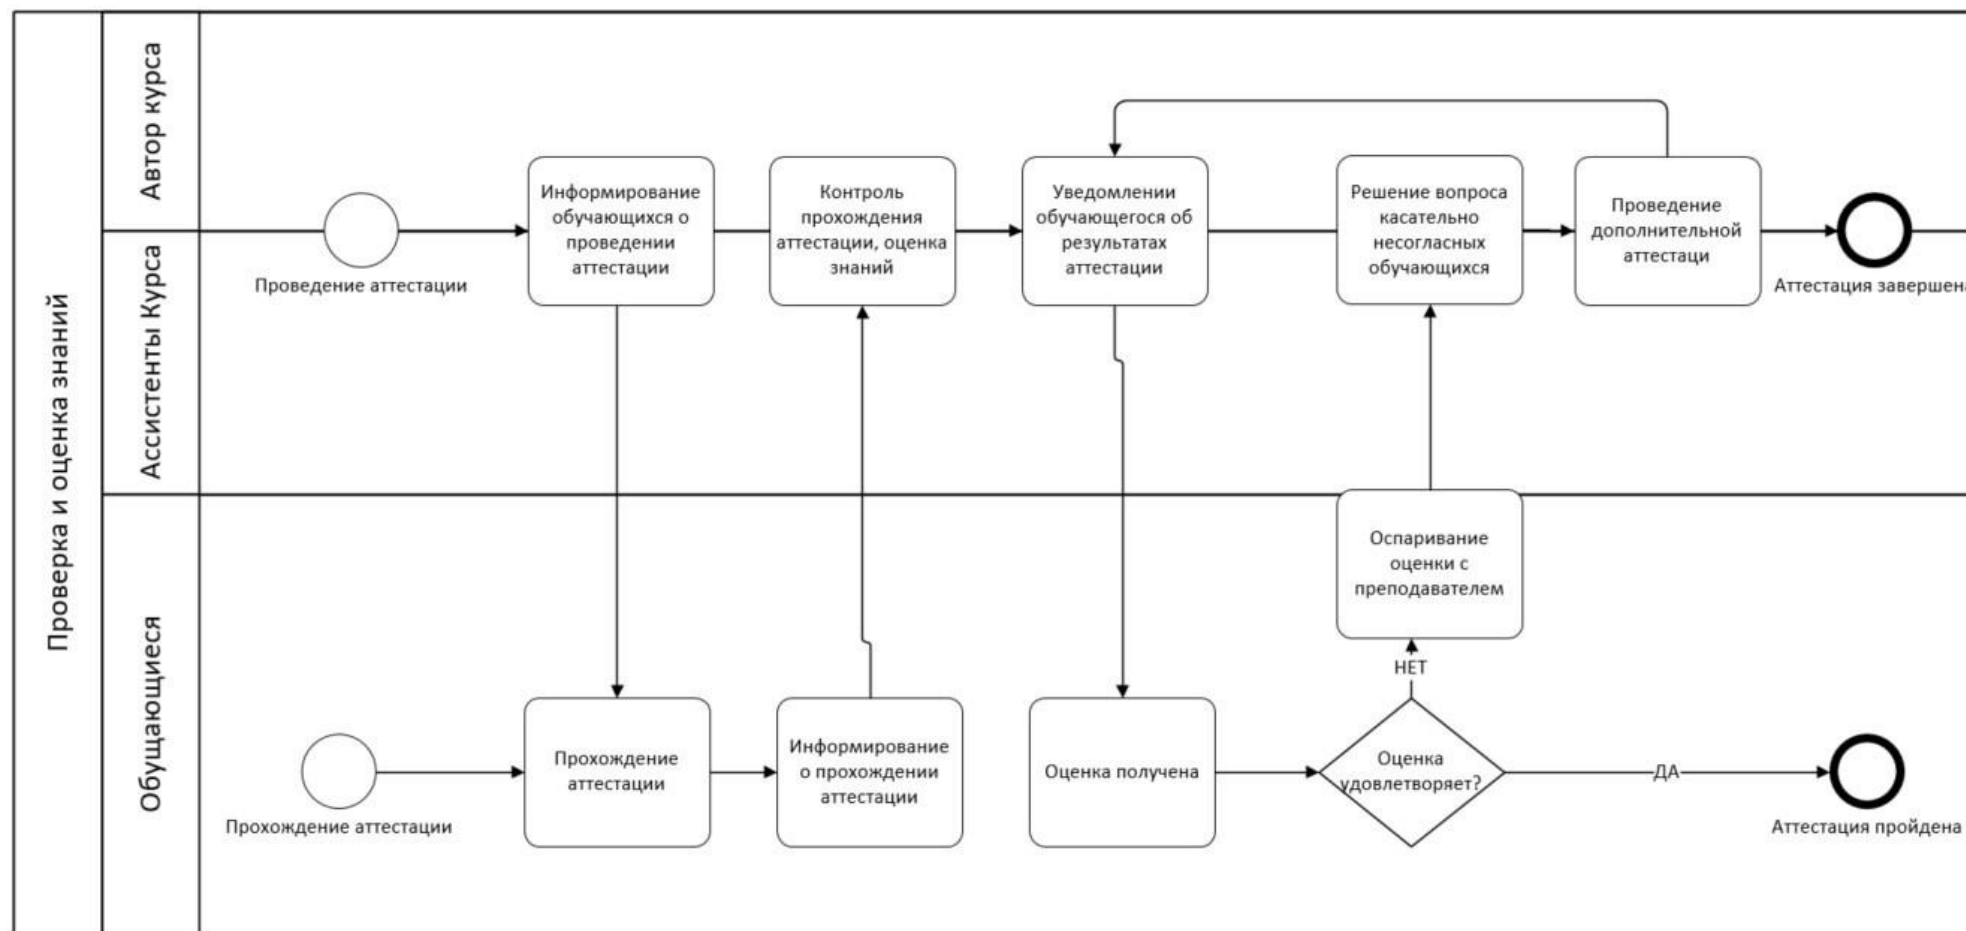 Проверка и оценка знаний
Автор курса
Ассистенты Курса
Обущающиеся
Проведение аттестации
Информирование
обучающихся о
проведении
аттестации
Контроль
прохождения
аттестации, оценка
знаний
Уведомлении
обучающегося об
результатах
аттестации
Решение вопроса
касательно
несогласных
обучающихся
Проведение
дополнительной
аттестаци
Аттестация завершена
Оспаривание
оценки с
преподавателем
НЕТ
Прохождение аттестации
Прохождение
аттестации
Информирование
о прохождении
аттестации
Оценка получена
Оценка
удовлетворяет?
ДА
Аттестация пройдена